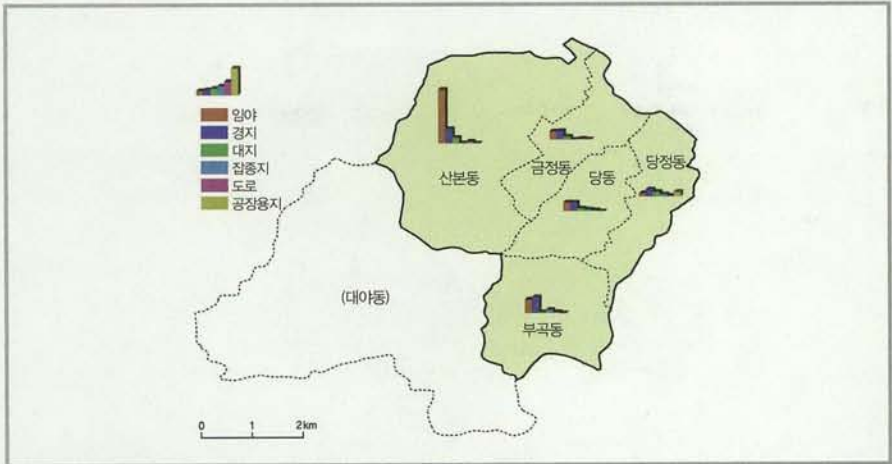 임야
경지
대지
잡종지
도로
공장용지
산본동
금정동
당동
당정동
(대야동)
부곡동
0 1 2km